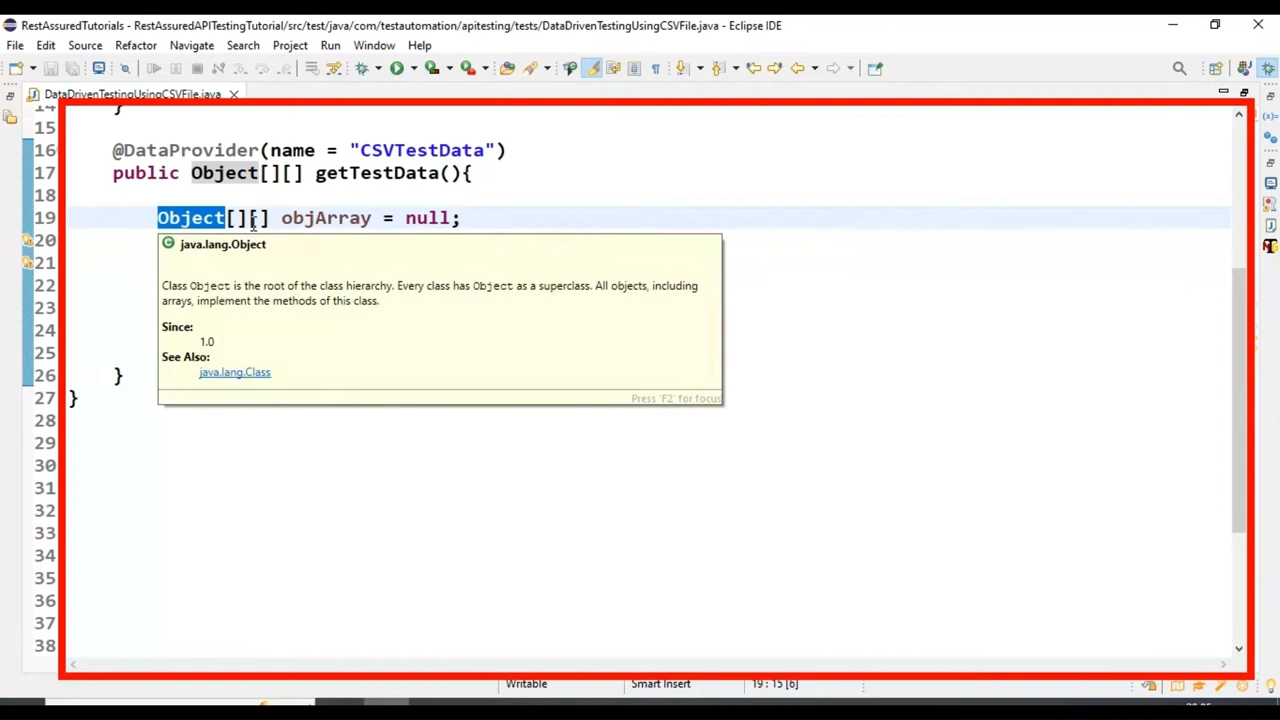 RestAssuredTutorials - RestAssuredAPITestingTutorial/src/test/java/com/testautomation/apitesting/tests/DataDrivenTestingUsingCSVFile.java - Eclipse IDE
File Edit Source Refactor Navigate Search Project Run Window Help
DataDrivenTestingUsingCSVFile.java
14 }
15
16 @DataProvider(name = "CSVTestData")
17 public Object[][] getTestData(){
18
19 Object[][] objArray = null;
20
java.lang.Object
21
22 Class Object is the root of the class hierarchy. Every class has Object as a superclass. All objects, including
arrays, implement the methods of this class.
23
Since:
24
1.0
25 See Also:
26 } java.lang.Class
27 } Press 'F2' for focus
28
29
30
31
32
33
34
35
36
37
38
Writable Smart Insert 19 : 15 [6]